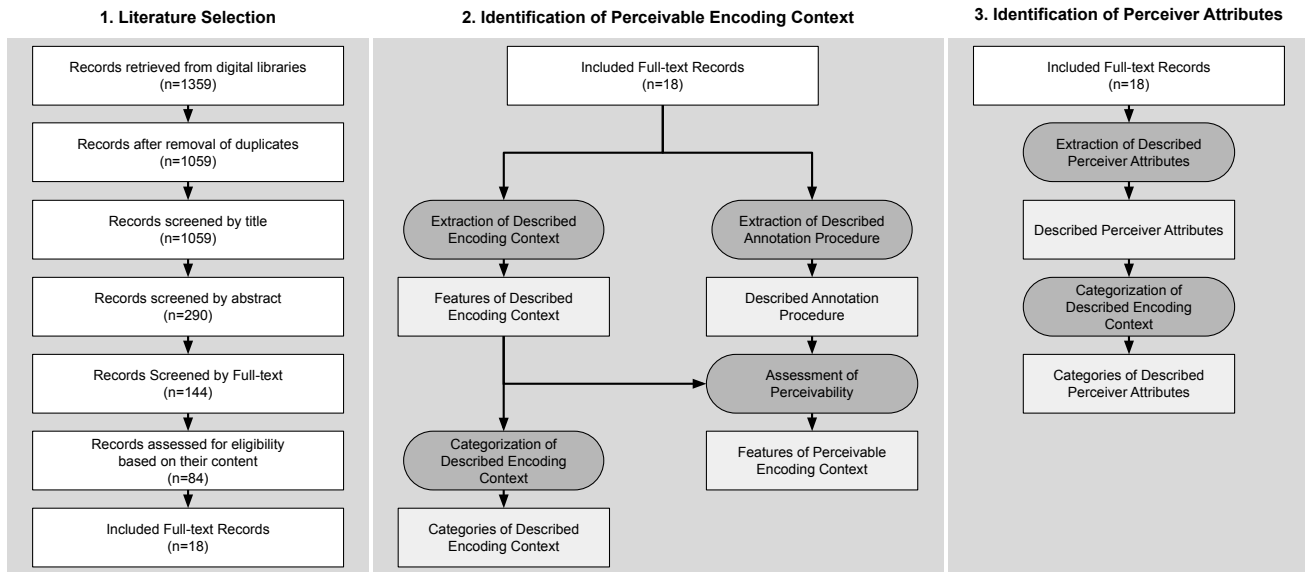 1. Literature Selection
Records retrieved from digital libraries
(n=1359)
Records after removal of duplicates
(n=1059)
Records screened by title
(n=1059)
Records screened by abstract
(n=290)
Records Screened by Full-text
(n=144)
Records assessed for eligibility
based on their content
(n=84)
Included Full-text Records
(n=18)
2. Identification of Perceivable Encoding Context
Included Full-text Records
(n=18)
Extraction of Described
Encoding Context
Features of Described
Encoding Context
Categorization of
Described Encoding
Context
Categories of Described
Encoding Context
Extraction of Described
Annotation Procedure
Described Annotation
Procedure
Assessment of
Perceivability
Features of Perceivable
Encoding Context
3. Identification of Perceiver Attributes
Included Full-text Records
(n=18)
Extraction of Described
Perceiver Attributes
Described Perceiver Attributes
Categorization of
Described Encoding
Context
Categories of Described
Perceiver Attributes